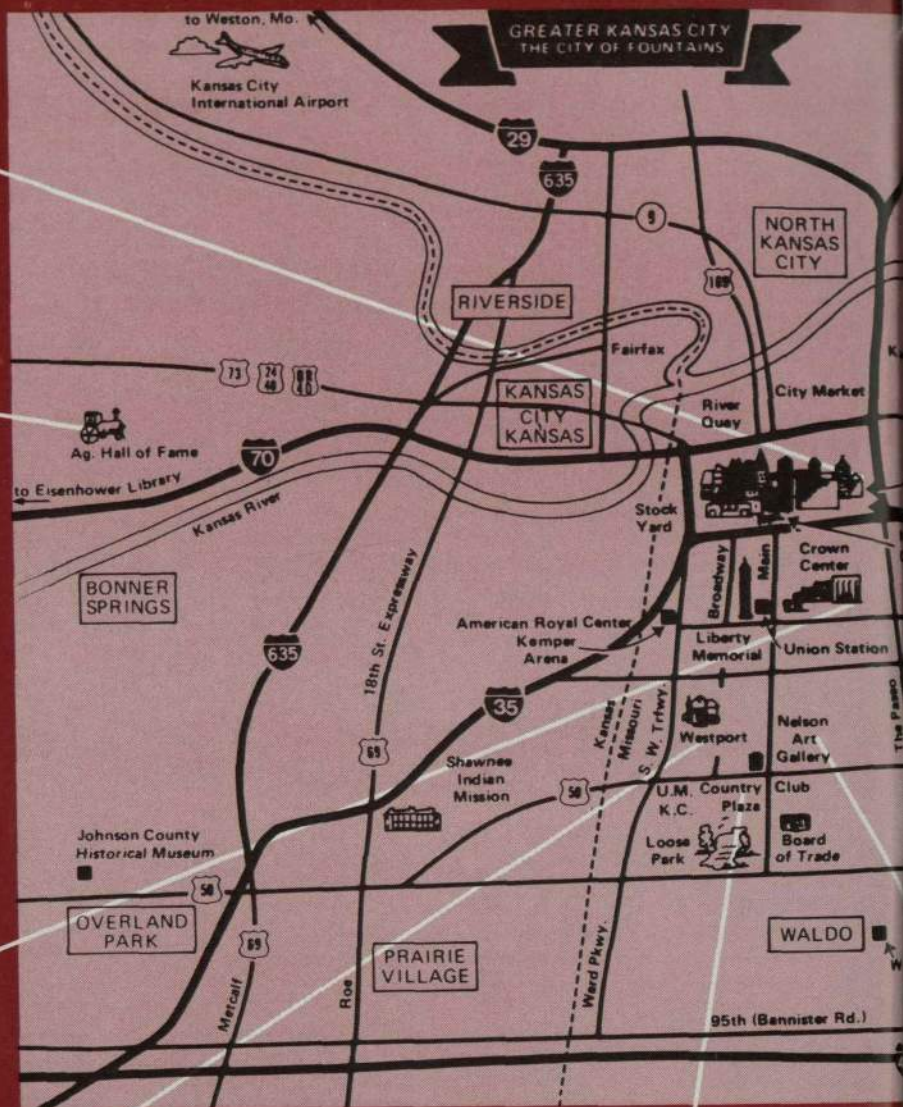 to Weston, Mo.
GREATER KANSAS CITY
THE CITY OF FOUNTAINS
Kansas City
International Airport
29
635
9
NORTH
KANSAS
CITY
169
RIVERSIDE
Fairfax
73
24
40
KANSAS
CITY
KANSAS
River
Quay
City Market
Ag. Hall of Fame
70
to Eisenhower Library
Kansas River
Stock
Yard
BONNER
SPRINGS
18th St. Expressway
Broadway
Main
Crown
Center
American Royal Center
Kemper
Arena
Liberty
Memorial
Union Station
635
35
Kansas
Missouri
S. W. Trfwy.
The Paseo
69
Shawnee
Indian
Mission
Westport
Nelson
Art
Gallery
50
U.M.
K.C.
Country
Plaza
Club
Johnson County
Historical Museum
Loose
Park
Board
of Trade
50
OVERLAND
PARK
69
PRAIRIE
VILLAGE
WALDO
W
Metcalf
Roe
Ward Pkwy.
95th (Bannister Rd.)